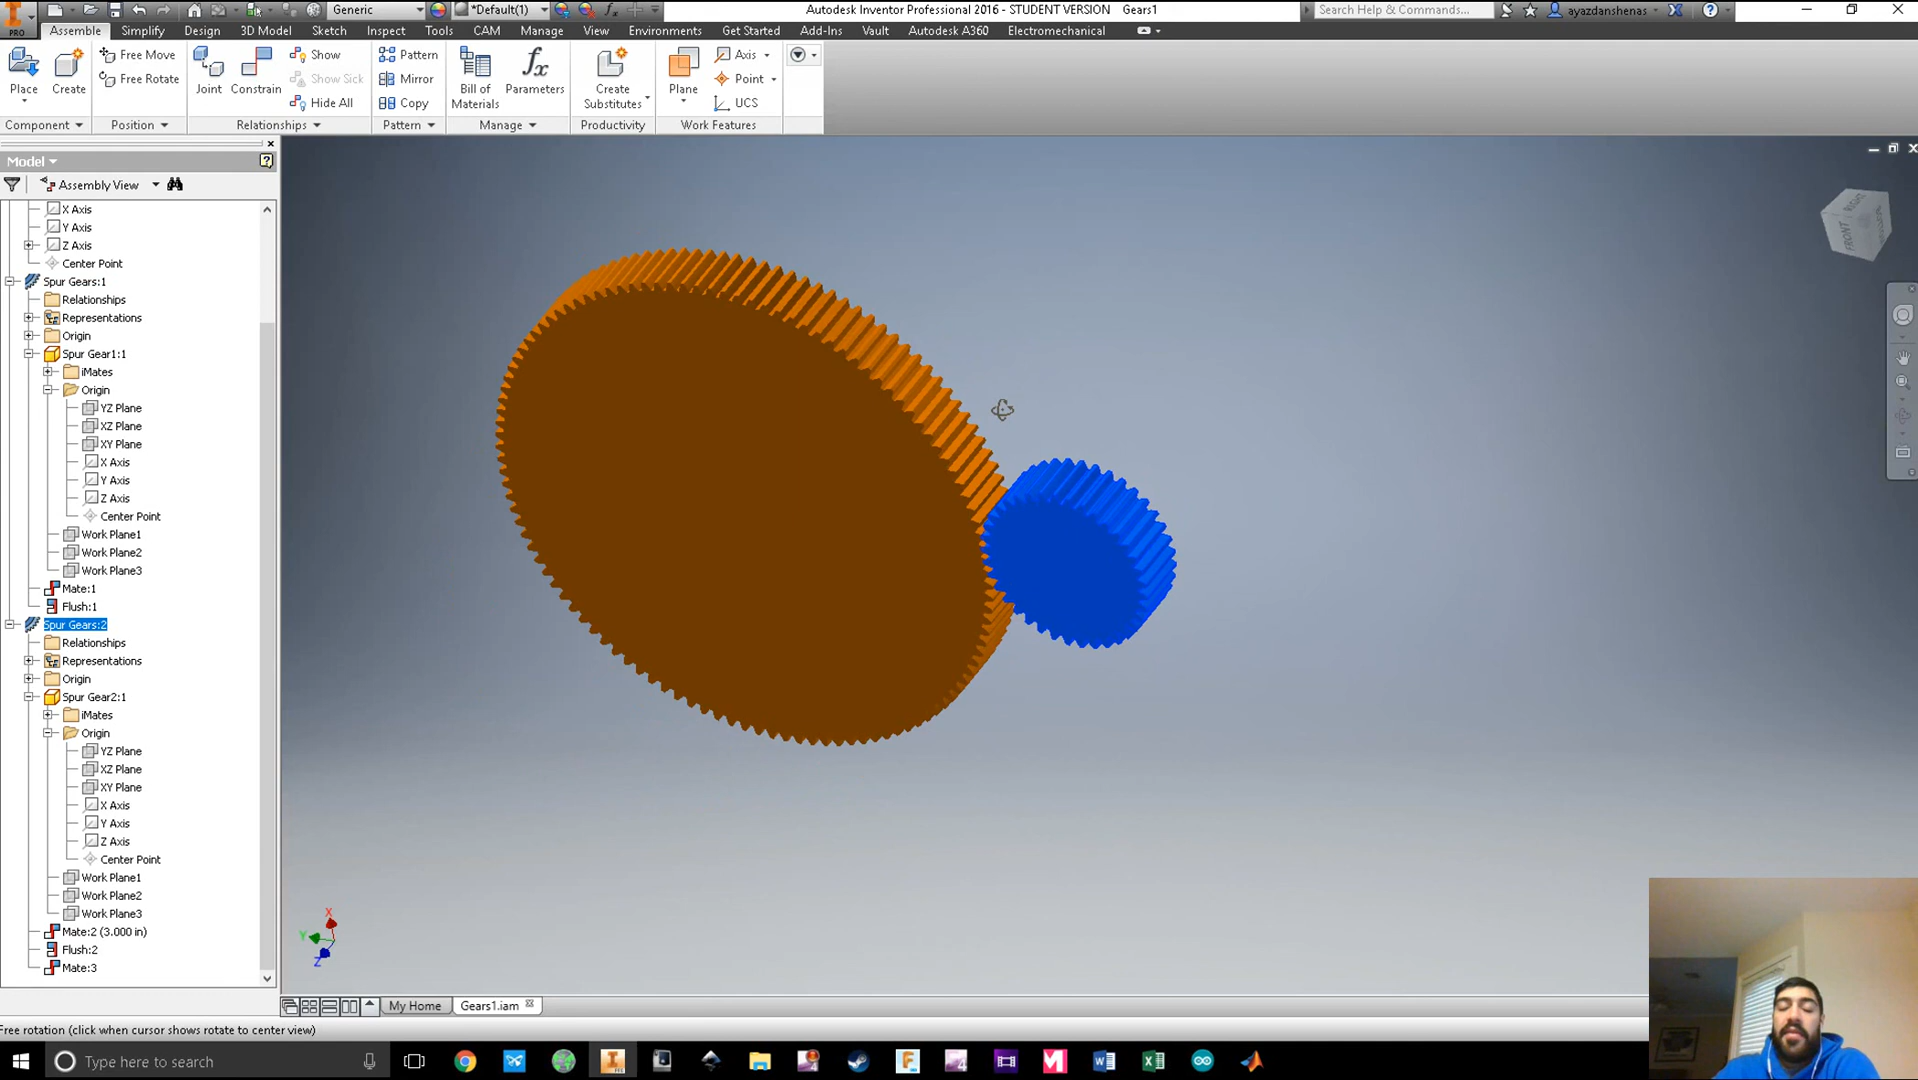 Generic
*Default(1)
Autodesk Inventor Professional 2016 - STUDENT VERSION Gears1
Search Help & Commands...
ayazdanshenas
PRO
Assemble Simplify Design 3D Model Sketch Inspect Tools CAM Manage View Environments Get Started Add-Ins Vault Autodesk A360 Electromechanical
Place
Create
Free Move
Free Rotate
Joint
Constrain
Show
Show Sick
Hide All
Pattern
Mirror
Copy
Bill of
Materials
Parameters
Create
Substitutes
Plane
Axis
Point
UCS
Component Position Relationships Pattern Manage Productivity Work Features
Model
Assembly View
X Axis
Y Axis
Z Axis
Center Point
Spur Gears:1
Relationships
Representations
Origin
Spur Gear1:1
iMates
Origin
YZ Plane
XZ Plane
XY Plane
X Axis
Y Axis
Z Axis
Center Point
Work Plane1
Work Plane2
Work Plane3
Mate:1
Flush:1
Spur Gears:2
Relationships
Representations
Origin
Spur Gear2:1
iMates
Origin
YZ Plane
XZ Plane
XY Plane
X Axis
Y Axis
Z Axis
Center Point
Work Plane1
Work Plane2
Work Plane3
Mate:2 (3.000 in)
Flush:2
Mate:3
FRONT
RIGHT
X
Y
Z
My Home
Gears1.iam
Free rotation (click when cursor shows rotate to center view)
Type here to search